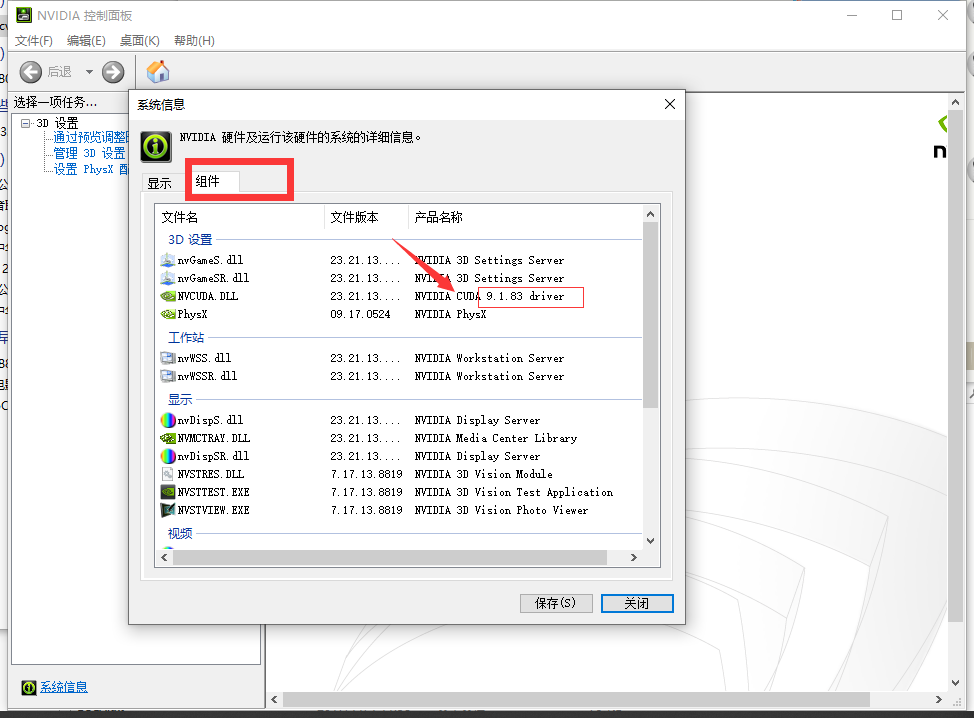 NVIDIA 控制面板
文件(F) 编辑(E) 桌面(K) 帮助(H)
后退
选择一项任务...
3D 设置
通过预览调整
管理 3D 设置
设置 PhysX 配
系统信息
NVIDIA 硬件及运行该硬件的系统的详细信息。
显示 组件
文件名 文件版本 产品名称
3D 设置
nvGameS.dll 23.21.13.... NVIDIA 3D Settings Server
nvGameSR.dll 23.21.13.... NVIDIA 3D Settings Server
NVCUDA.DLL 23.21.13.... NVIDIA CUDA 9.1.83 driver
PhysX 09.17.0524 NVIDIA PhysX
工作站
nvWSS.dll 23.21.13.... NVIDIA Workstation Server
nvWSSR.dll 23.21.13.... NVIDIA Workstation Server
显示
nvDispS.dll 23.21.13.... NVIDIA Display Server
NVMCTRAY.DLL 23.21.13.... NVIDIA Media Center Library
nvDispSR.dll 23.21.13.... NVIDIA Display Server
NVSTRES.DLL 7.17.13.8819 NVIDIA 3D Vision Module
NVSTTEST.EXE 7.17.13.8819 NVIDIA 3D Vision Test Application
NVSTVIEW.EXE 7.17.13.8819 NVIDIA 3D Vision Photo Viewer
视频
保存(S) 关闭
系统信息